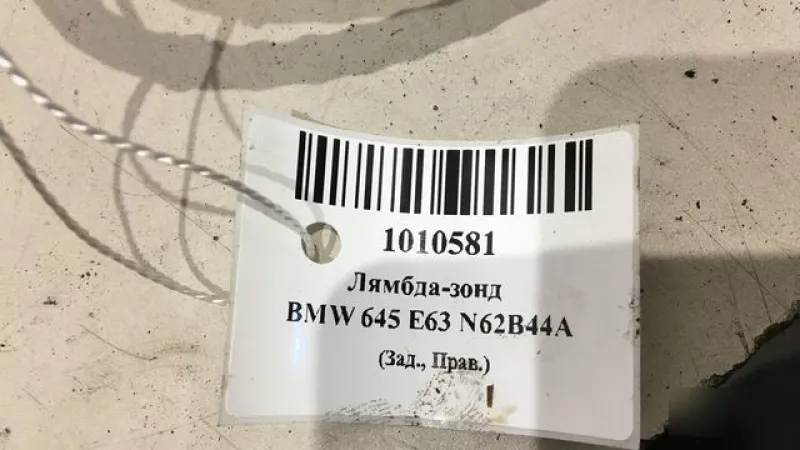 1010581
Лямбда-зонд
BMW 645 E63 N62B44A
(Зад., Прав.)